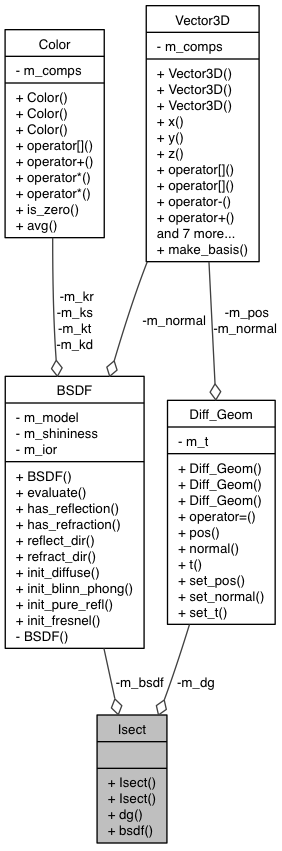 Color
- m_comps
+ Color()
+ Color()
+ Color()
+ operator[]()
+ operator+()
+ operator*()
+ operator*()
+ is_zero()
+ avg()
Vector3D
- m_comps
+ Vector3D()
+ Vector3D()
+ Vector3D()
+ x()
+ y()
+ z()
+ operator[]()
+ operator[]()
+ operator-()
+ operator+()
and 7 more...
+ make_basis()
-m_kr
-m_ks
-m_kt
-m_kd
-m_normal
-m_pos
-m_normal
BSDF
- m_model
- m_shininess
- m_ior
+ BSDF()
+ evaluate()
+ has_reflection()
+ has_refraction()
+ reflect_dir()
+ refract_dir()
+ init_diffuse()
+ init_blinn_phong()
+ init_pure_refl()
+ init_fresnel()
- BSDF()
Diff_Geom
- m_t
+ Diff_Geom()
+ Diff_Geom()
+ Diff_Geom()
+ operator=()
+ pos()
+ normal()
+ t()
+ set_pos()
+ set_normal()
+ set_t()
-m_bsdf
-m_dg
Isect
+ Isect()
+ Isect()
+ dg()
+ bsdf()